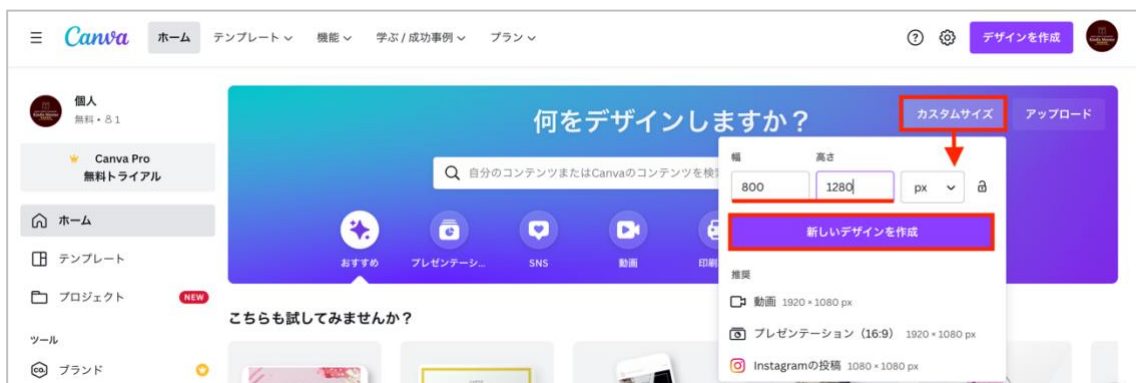 Canva ホーム テンプレート 機能 学ぶ / 成功事例 プラン デザインを作成
個人
無料・81
Canva Pro
無料トライアル
ホーム
テンプレート
プロジェクト NEW
ツール
ブランド
何をデザインしますか？
カスタムサイズ アップロード
自分のコンテンツまたはCanvaのコンテンツを検
おすすめ プレゼンテーシ... SNS 動画 印刷
幅 高さ
800 1280 px
新しいデザインを作成
推奨
動画 1920 × 1080 px
プレゼンテーション（16:9） 1920 × 1080 px
Instagramの投稿 1080 × 1080 px
こちらも試してみませんか？